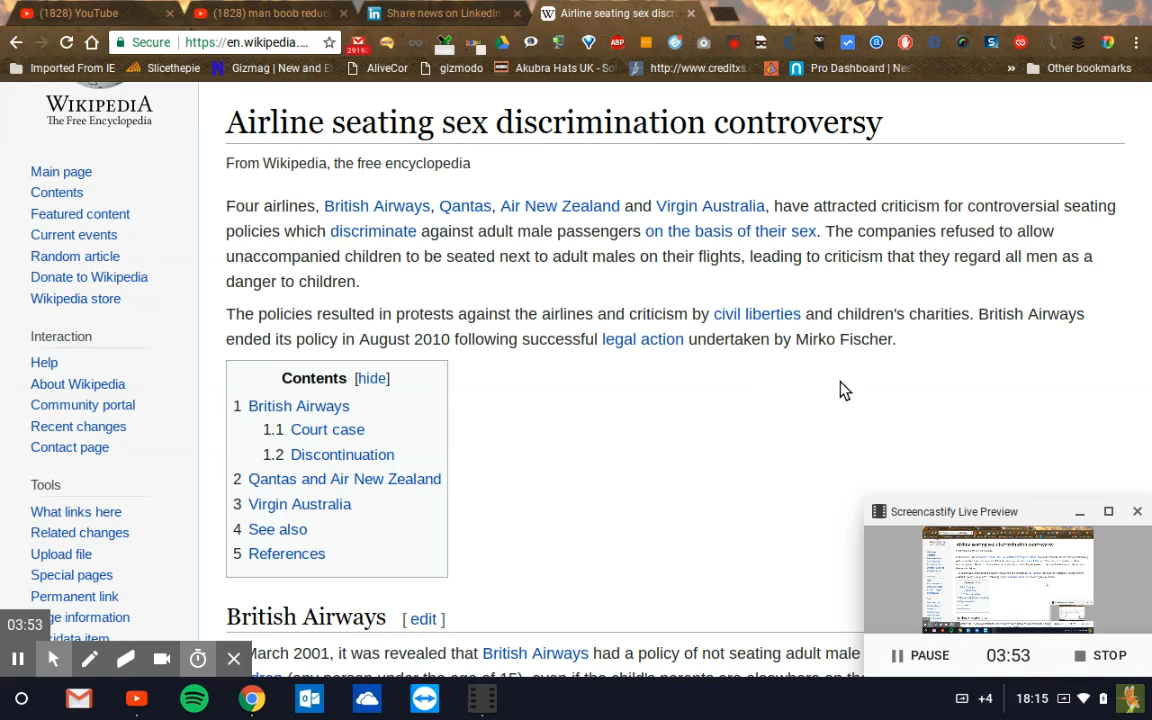 (1828) YouTube
(1828) man boob reduc
Share news on LinkedIn
Airline seating sex discri
Secure
https://en.wikipedia....
Imported From IE
Slicethepie
Gizmag | New and E
AliveCor
gizmodo
Akubra Hats UK - So
http://www.creditxs.
Pro Dashboard | Ne
»
Other bookmarks
WIKIPEDIA
The Free Encyclopedia
Main page
Contents
Featured content
Current events
Random article
Donate to Wikipedia
Wikipedia store
Interaction
Help
About Wikipedia
Community portal
Recent changes
Contact page
Tools
What links here
Related changes
Upload file
Special pages
Permanent link
ge information
kidata item
Airline seating sex discrimination controversy
From Wikipedia, the free encyclopedia
Four airlines, British Airways, Qantas, Air New Zealand and Virgin Australia, have attracted criticism for controversial seating
policies which discriminate against adult male passengers on the basis of their sex. The companies refused to allow
unaccompanied children to be seated next to adult males on their flights, leading to criticism that they regard all men as a
danger to children.
The policies resulted in protests against the airlines and criticism by civil liberties and children's charities. British Airways
ended its policy in August 2010 following successful legal action undertaken by Mirko Fischer.
Contents [hide]
1 British Airways
1.1 Court case
1.2 Discontinuation
2 Qantas and Air New Zealand
3 Virgin Australia
4 See also
5 References
British Airways [ edit ]
March 2001, it was revealed that British Airways had a policy of not seating adult male
Screencastify Live Preview
PAUSE
03:53
STOP
03:53
+4
18:15